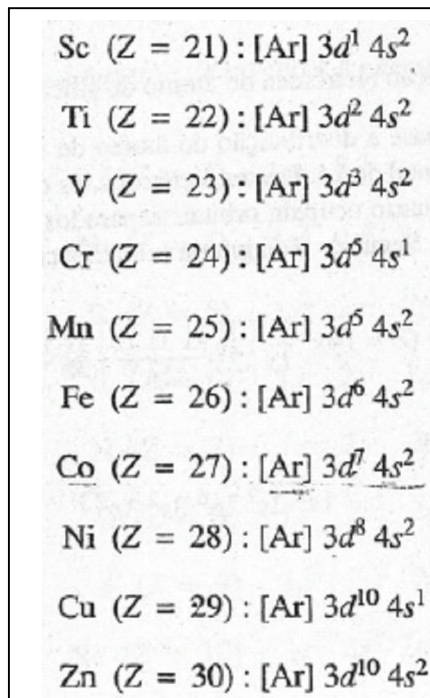 Sc (Z = 21) : [Ar] 3d¹ 4s²
Ti (Z = 22) : [Ar] 3d² 4s²
V (Z = 23) : [Ar] 3d³ 4s²
Cr (Z = 24) : [Ar] 3d⁵ 4s¹
Mn (Z = 25) : [Ar] 3d⁵ 4s²
Fe (Z = 26) : [Ar] 3d⁶ 4s²
Co (Z = 27) : [Ar] 3d⁷ 4s²
Ni (Z = 28) : [Ar] 3d⁸ 4s²
Cu (Z = 29) : [Ar] 3d¹⁰ 4s¹
Zn (Z = 30) : [Ar] 3d¹⁰ 4s²